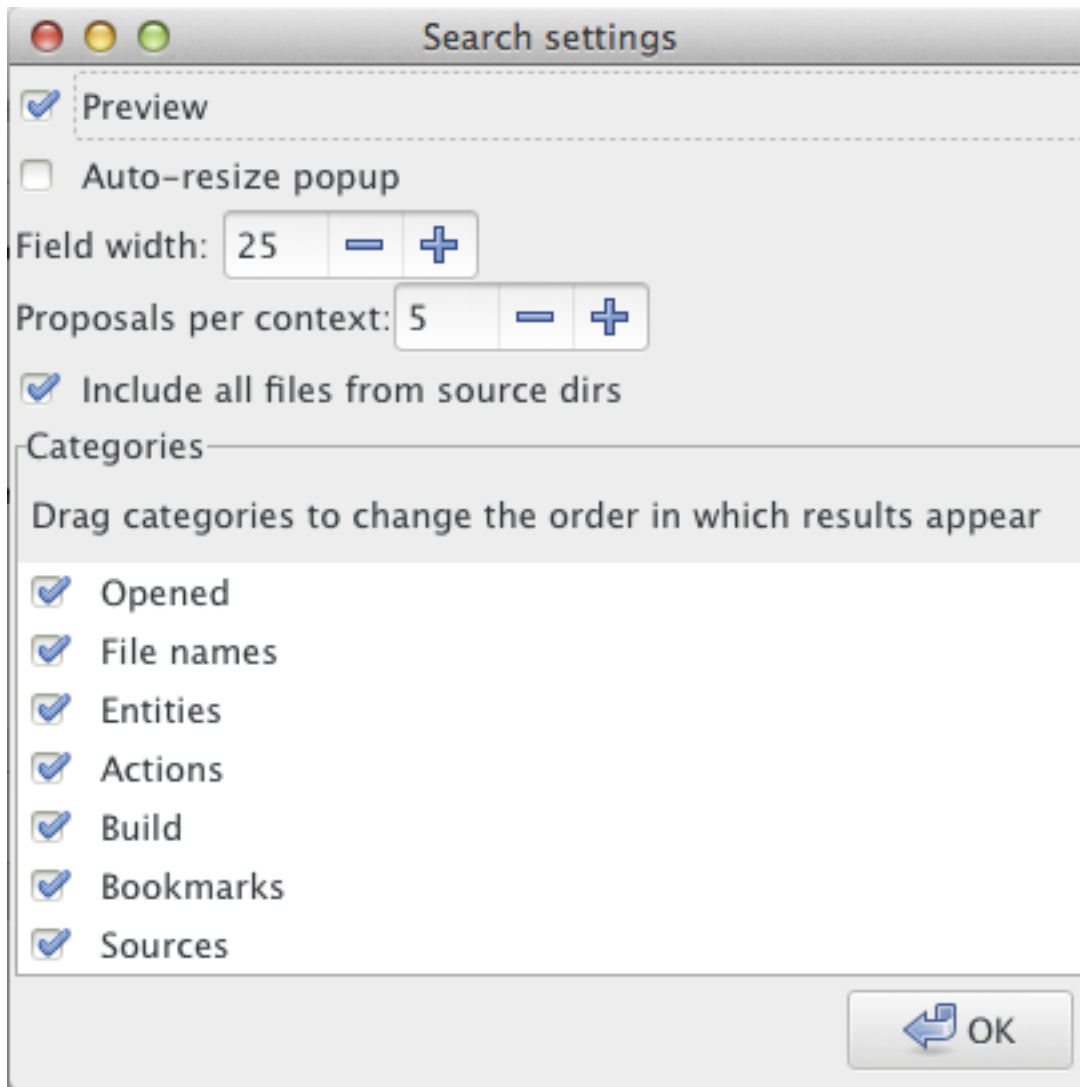 Search settings
Preview
Auto-resize popup
Field width: 25
Proposals per context: 5
Include all files from source dirs
Categories
Drag categories to change the order in which results appear
Opened
File names
Entities
Actions
Build
Bookmarks
Sources
OK